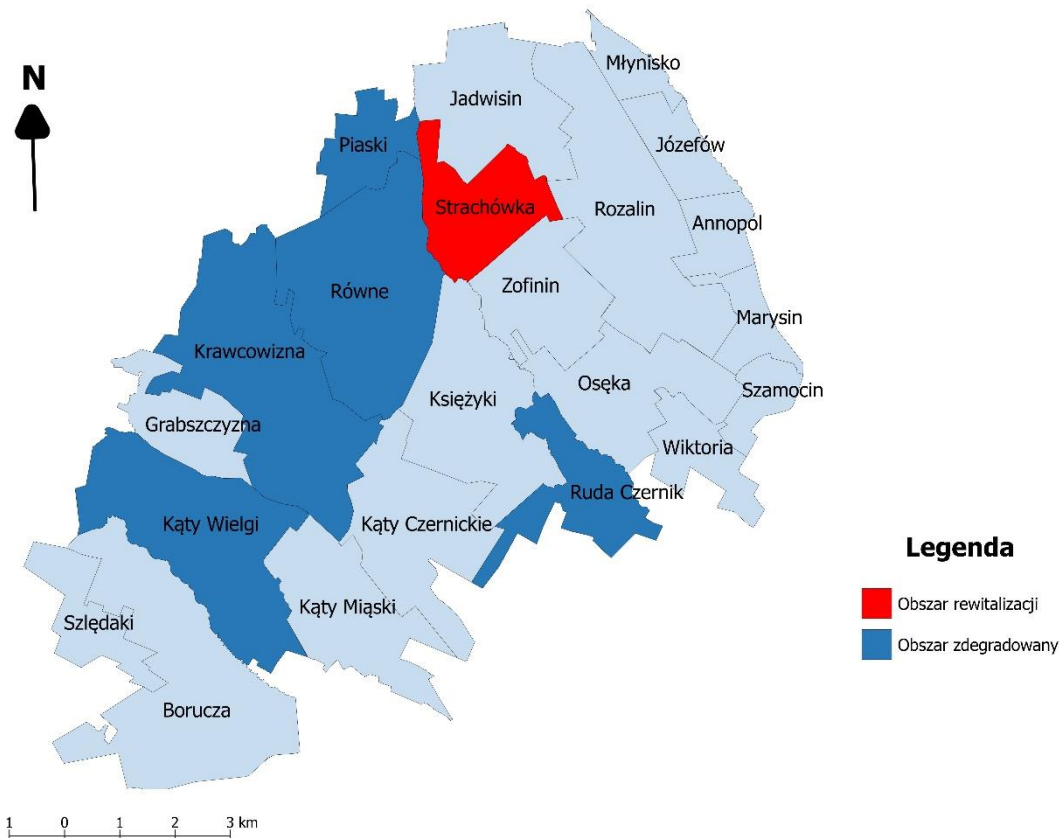 N
Młynisko
Jadwisin
Józefów
Piaski
Strachówka
Rozalin
Annopol
Równe
Zofinin
Marysin
Krawcowizna
Osęka
Szamocin
Księżyki
Grabszczyzna
Wiktoria
Ruda Czernik
Kąty Wielgi
Kąty Czernickie
Kąty Miąski
Szlędaki
Borucza
Legenda
Obszar rewitalizacji
Obszar zdegradowany
1 0 1 2 3 km